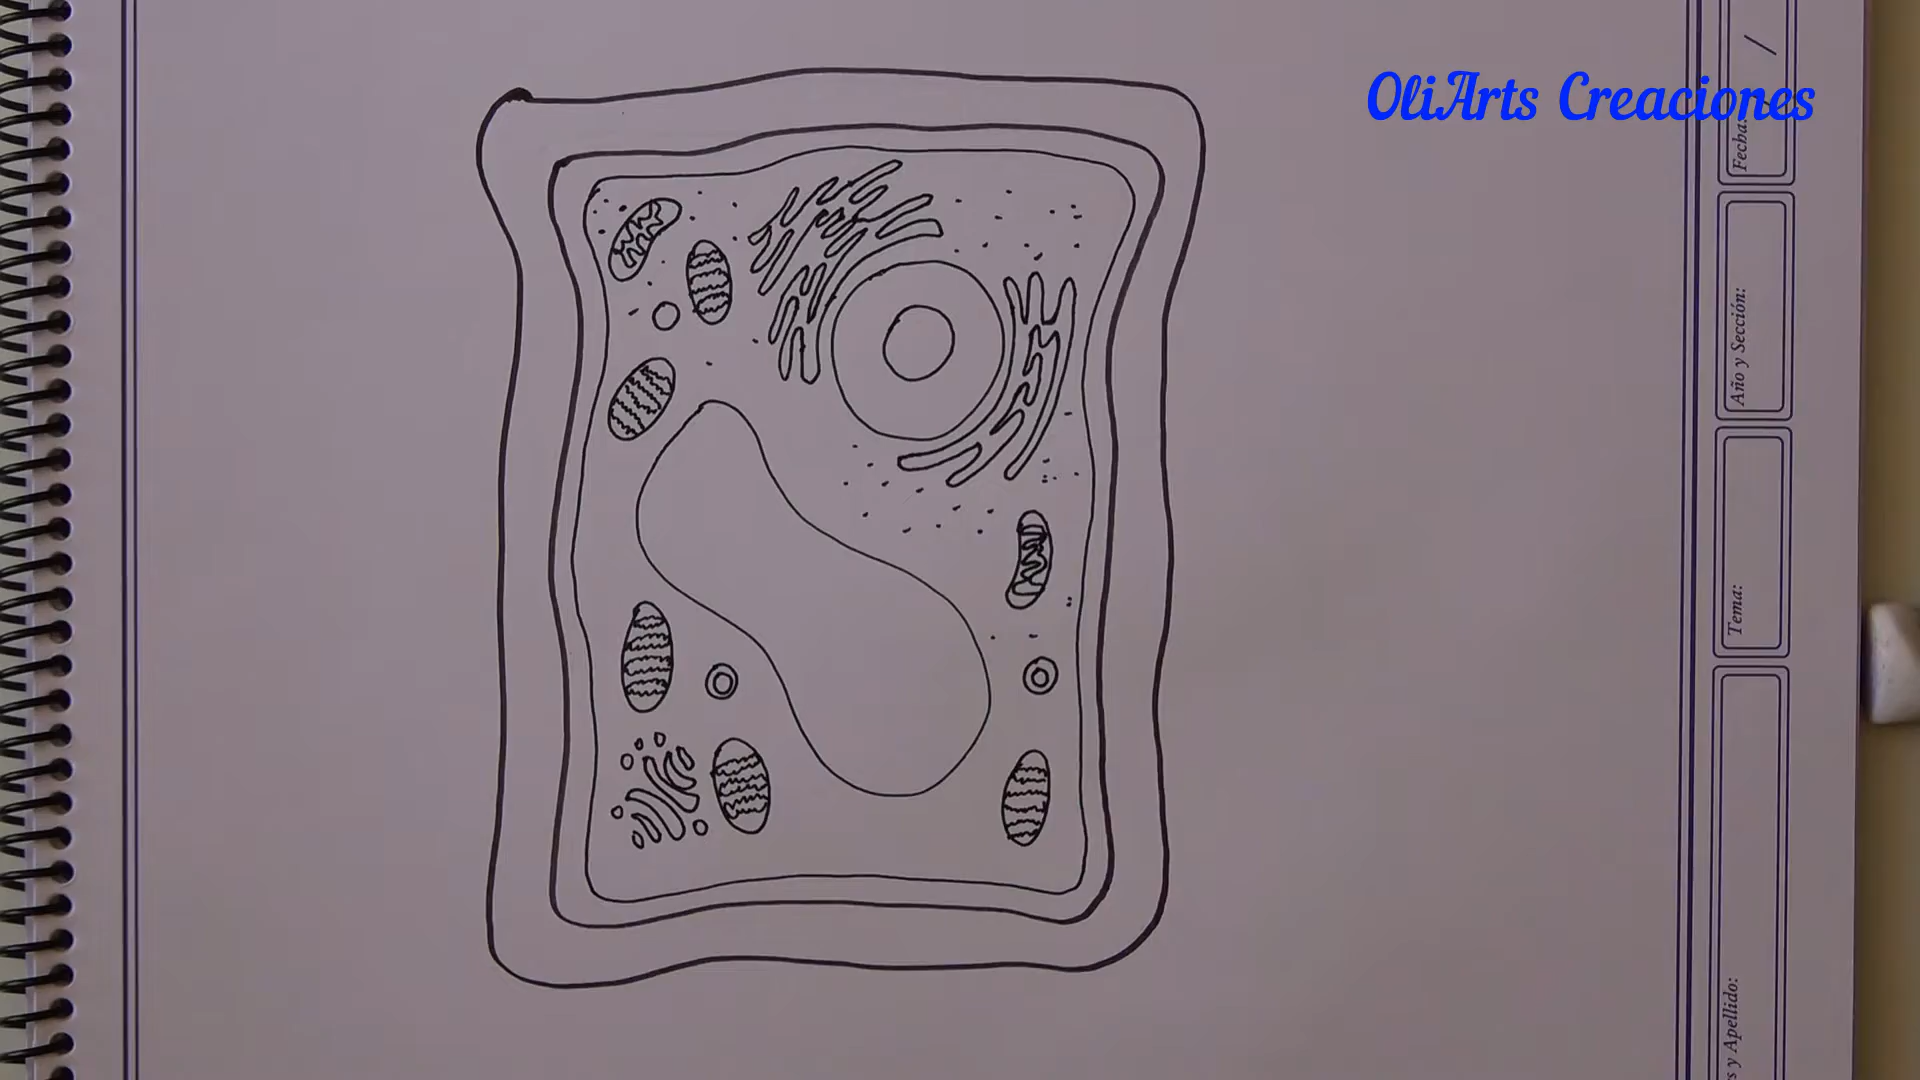 OliArts Creaciones
Fecha:
/
Año y Sección:
Tema:
s y Apellido: